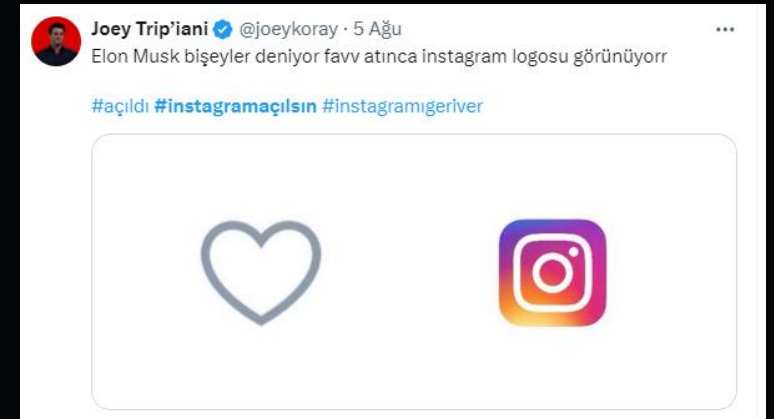 Joey Trip’iani @joeykoray · 5 Ağu
Elon Musk bişeyler deniyor favv atınca instagram logosu görünüyorr
#açıldı #instagramaçılsın #instagramıgeriver